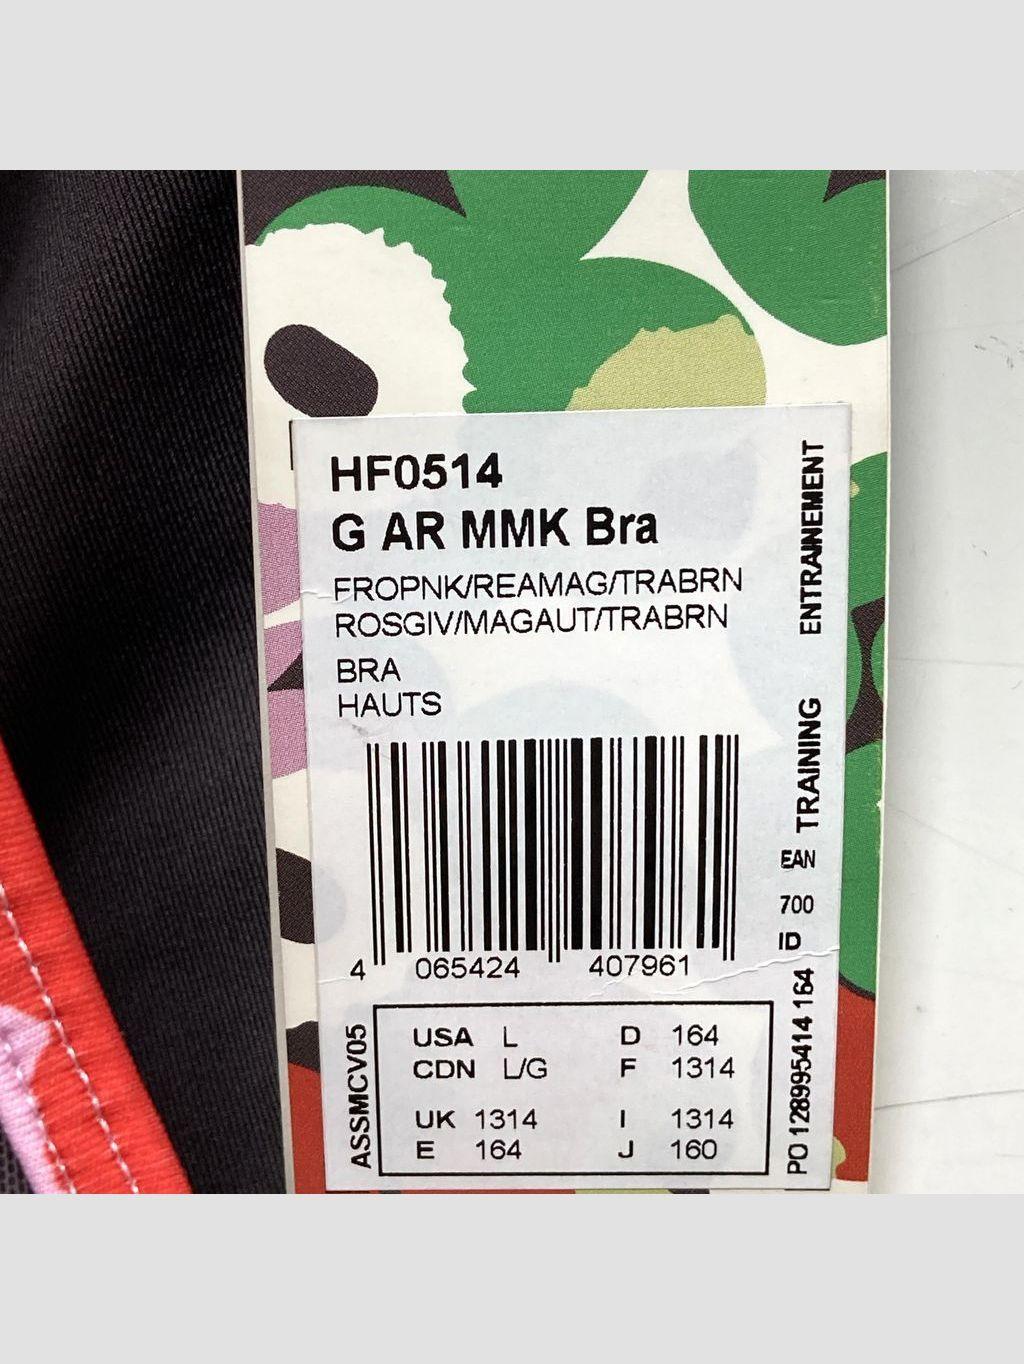 HF0514
G AR MMK Bra
FROPNK/REAMAG/TRABRN
ROSGIV/MAGAUT/TRABRN
BRA
HAUTS
TRAINING ENTRAINEMENT
EAN
700
ID
4 065424 407961
ASSMCV05
USA L D 164
CDN L/G F 1314
UK 1314 I 1314
E 164 J 160
PO 128995414 164